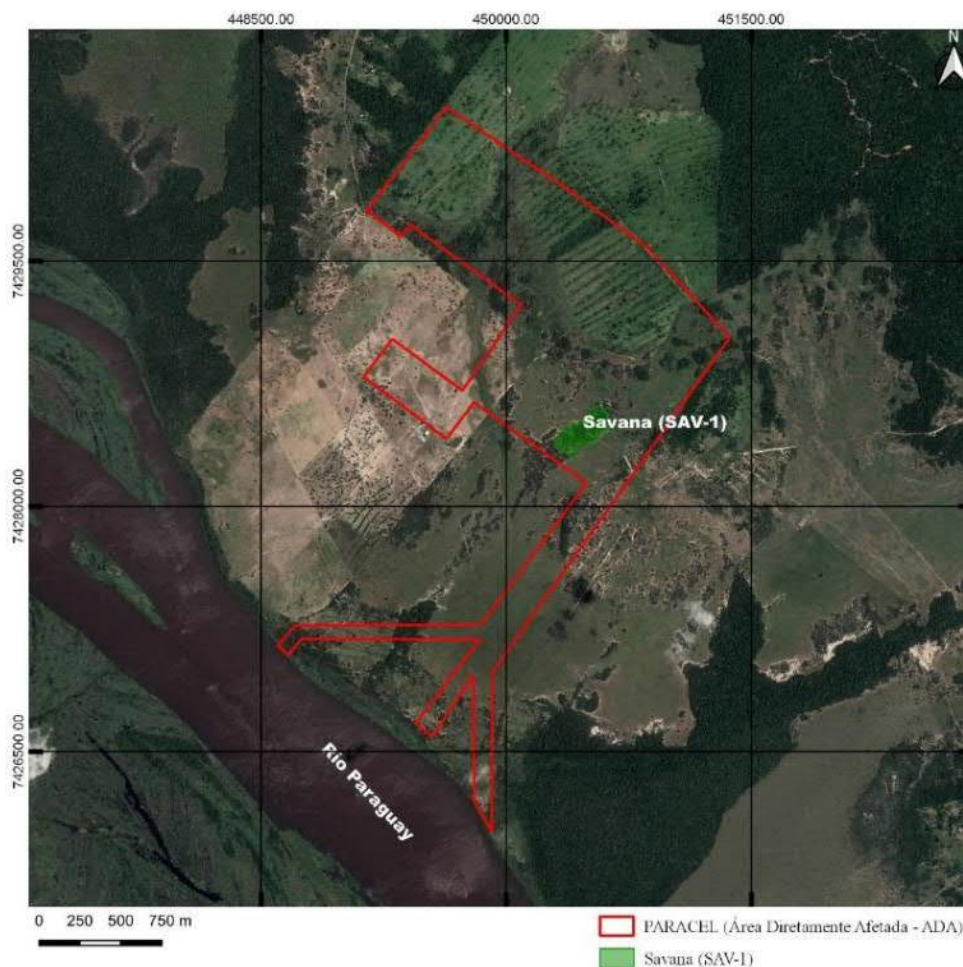 448500.00 450000.00 451500.00
N
7429500.00
Savana (SAV-1)
7428000.00
7426500.00
Río Paraguay
0 250 500 750 m
PARACEL (Área Diretamente Afetada - ADA)
Savana (SAV-1)